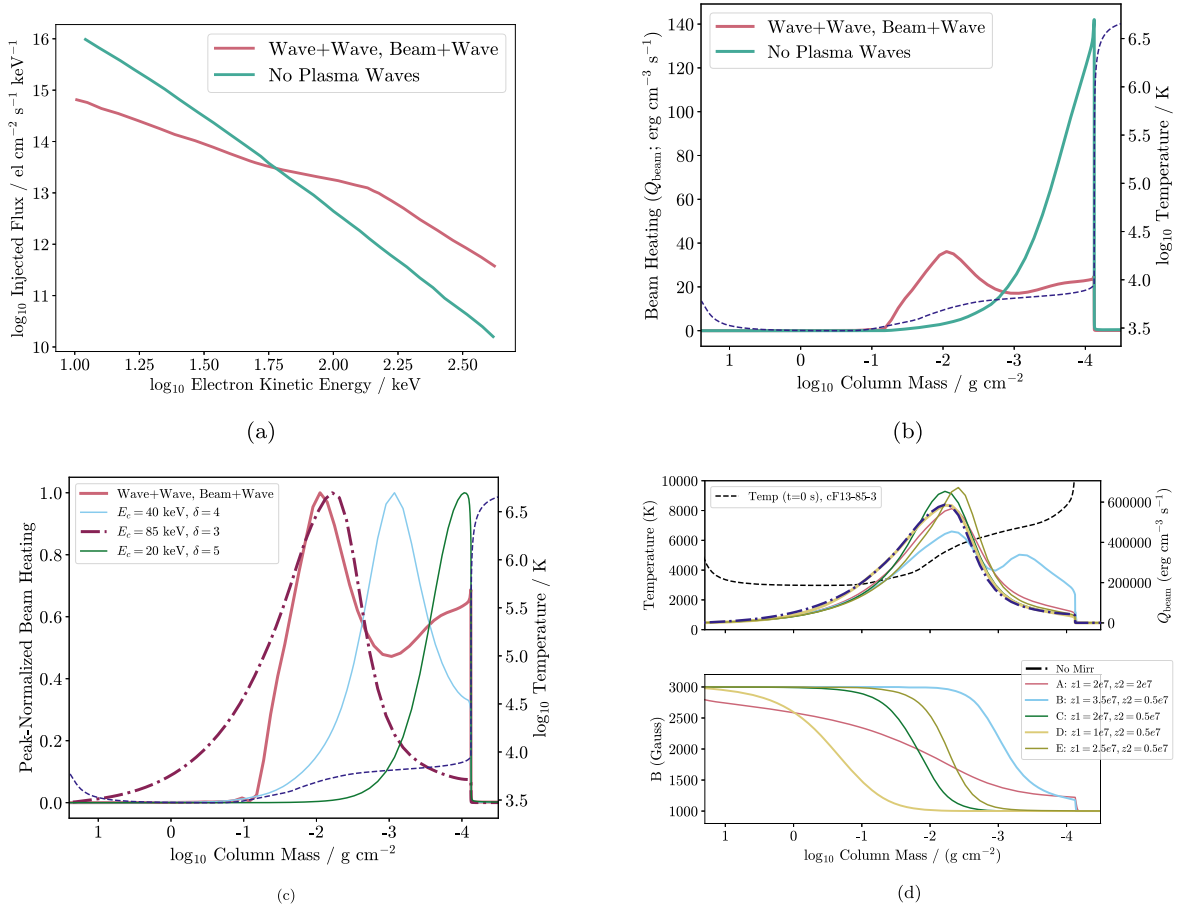 Wave+Wave, Beam+Wave
No Plasma Waves
16
15
14
13
12
11
10
log₁₀ Injected Flux / el cm⁻² s⁻¹ keV⁻¹
1.00 1.25 1.50 1.75 2.00 2.25 2.50
log₁₀ Electron Kinetic Energy / keV
(a)
Wave+Wave, Beam+Wave
No Plasma Waves
140
120
100
80
60
40
20
0
Beam Heating (Q_beam; erg cm⁻³ s⁻¹)
6.5
6.0
5.5
5.0
4.5
4.0
3.5
log₁₀ Temperature / K
1 0 -1 -2 -3 -4
log₁₀ Column Mass / g cm⁻²
(b)
Wave+Wave, Beam+Wave
E_c = 40 keV, δ = 4
E_c = 85 keV, δ = 3
E_c = 20 keV, δ = 5
1.0
0.8
0.6
0.4
0.2
0.0
Peak-Normalized Beam Heating
6.5
6.0
5.5
5.0
4.5
4.0
3.5
log₁₀ Temperature / K
1 0 -1 -2 -3 -4
log₁₀ Column Mass / g cm⁻²
(c)
Temp (t=0 s), cF13-85-3
10000
8000
6000
4000
2000
0
Temperature (K)
600000
400000
200000
0
Q_beam (erg cm⁻³ s⁻¹)
No Mirr
A: z1 = 2e7, z2 = 2e7
B: z1 = 3.5e7, z2 = 0.5e7
C: z1 = 2e7, z2 = 0.5e7
D: z1 = 1e7, z2 = 0.5e7
E: z1 = 2.5e7, z2 = 0.5e7
3000
2500
2000
1500
1000
B (Gauss)
1 0 -1 -2 -3 -4
log₁₀ Column Mass / (g cm⁻²)
(d)